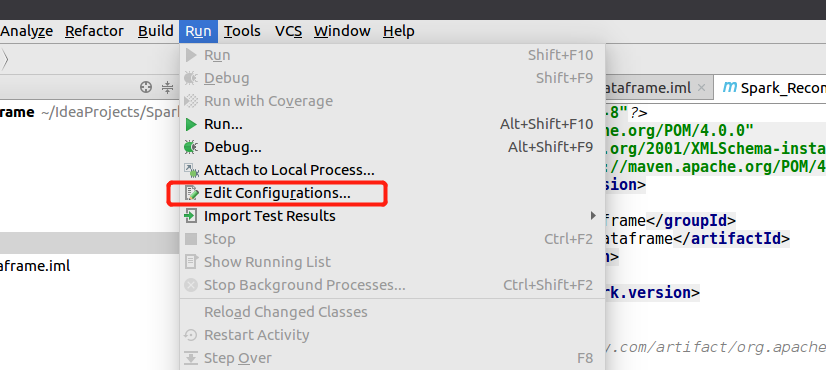 Analyze Refactor Build Run Tools VCS Window Help
Run Shift+F10
Debug Shift+F9
Run with Coverage
Run... Alt+Shift+F10
Debug... Alt+Shift+F9
Attach to Local Process...
Edit Configurations...
Import Test Results
Stop Ctrl+F2
Show Running List
Stop Background Processes... Ctrl+Shift+F2
Reload Changed Classes
Restart Activity
Step Over F8
rame ~/IdeaProjects/Spark
aframe.iml
ataframe.iml Spark_Recom
-8"?>
he.org/POM/4.0.0"
.org/2001/XMLSchema-insta
://maven.apache.org/POM/4
sion>
frame</groupId>
ataframe</artifactId>
n>
rk.version>
y.com/artifact/org.apache